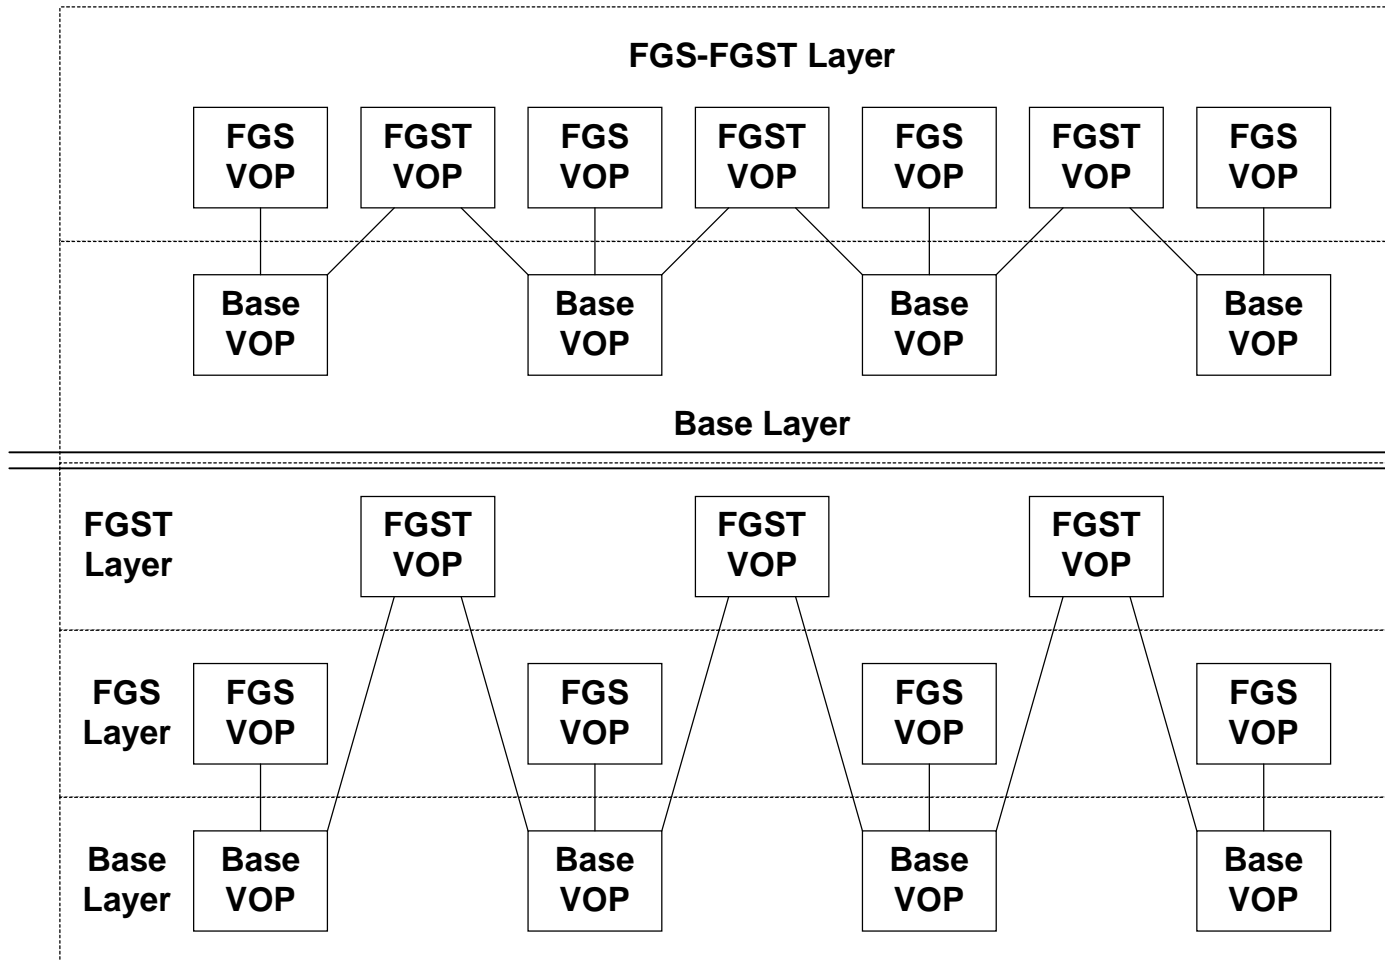 FGS-FGST Layer
FGS FGST FGS FGST FGS FGST FGS
VOP VOP VOP VOP VOP VOP VOP
Base Base Base Base
VOP VOP VOP VOP
Base Layer
FGST FGST FGST FGST
Layer VOP VOP VOP
FGS FGS FGS FGS FGS
Layer VOP VOP VOP VOP
Base Base Base Base Base
Layer VOP VOP VOP VOP